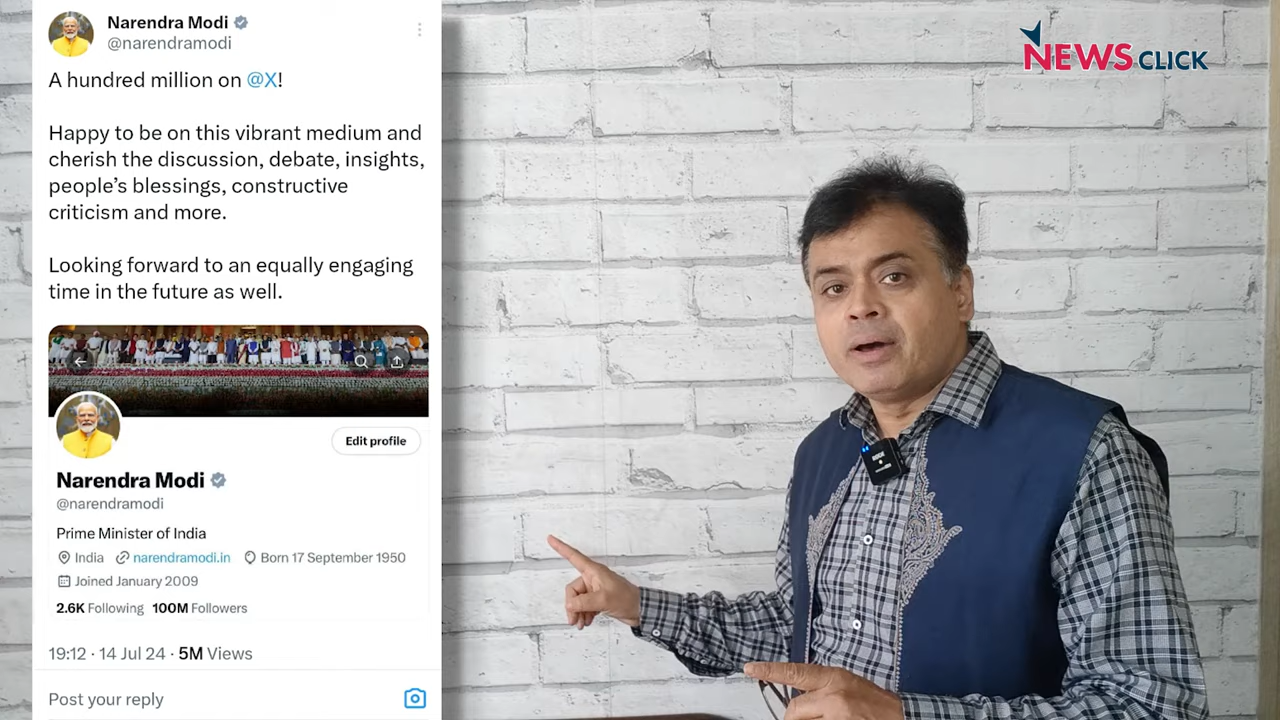 Narendra Modi
@narendramodi
A hundred million on @X!
Happy to be on this vibrant medium and
cherish the discussion, debate, insights,
people's blessings, constructive
criticism and more.
Looking forward to an equally engaging
time in the future as well.
Edit profile
Narendra Modi
@narendramodi
Prime Minister of India
India narendramodi.in Born 17 September 1950
Joined January 2009
2.6K Following 100M Followers
19:12 · 14 Jul 24 · 5M Views
Post your reply
NEWSCLICK